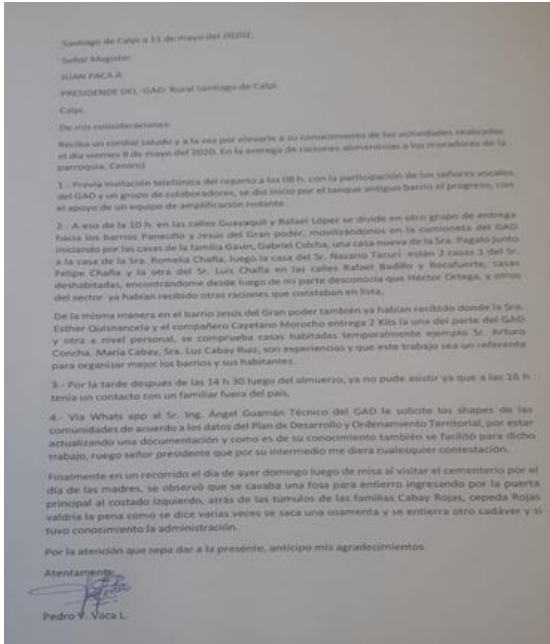 Santiago de Calpi a 11 de mayo del 20202.
Señor Magister.
JUAN PACA A.
PRESIDENDE DEL -GAD Rural Santiago de Calpi.
Calpi.
De mis consideraciones:
Reciba un cordial saludo y a la vez por elevarle a su conocimiento de las actividades realizadas
el día viernes 8 de mayo del 2020. En la entrega de raciones alimenticias a los moradores de la
parroquia. Centro(
1.- Previa invitación telefónica del reparto a las 08 h. con la participación de los señores vocales
del GAD y un grupo de colaboradores, se dio inicio por el tanque antiguo barrio el progreso, con
el apoyo de un equipo de amplificación rodante.
2.- A eso de la 10 h. en las calles Guayaquil y Rafael López se divide en otro grupo de entrega
hacia los barrios Panecillo y Jesús del Gran poder, movilizándonos en la camioneta del GAD
iniciando por las casas de la familia Gavin, Gabriel Colcha, una casa nueva de la Sra. Pagalo junto
a la casa de la Sra. Romelia Chafla, luego la casa del Sr. Nazario Tacuri están 2 casas 1 del Sr.
Felipe Chafla y la otra del Sr. Luis Chafla en las calles Rafael Badillo y Rocafuerte, casas
deshabitadas, encontrándome desde luego de mi parte desconocía que Héctor Ortega, y otros
del sector ya habían recibido otras raciones que constaban en lista,
De la misma manera en el barrio Jesús del Gran poder también ya habían recibido donde la Sra.
Esther Quisnancela y el compañero Cayetano Morocho entrega 2 Kits la una del parte del GAD
y otra a nivel personal, se comprueba casas habitadas temporalmente ejemplo Sr. Arturo
Concha. María Cabay, Sra. Luz Cabay Ruiz, son experiencias y que este trabajo sea un referente
para organizar mejor los barrios y sus habitantes.
3.- Por la tarde después de las 14 h 30 luego del almuerzo, ya no pude asistir ya que a las 16 h
tenía un contacto con un familiar fuera del país,
4.- Via Whats app al Sr. Ing. Ángel Guamán Técnico del GAD le solicite los shapes de las
comunidades de acuerdo a los datos del Plan de Desarrollo y Ordenamiento Territorial, por estar
actualizando una documentación y como es de su conocimiento también se facilitó para dicho
trabajo, ruego señor presidente que por su intermedio me diera cualesquier contestación.
Finalmente en un recorrido el día de ayer domingo luego de misa al visitar el cementerio por el
día de las madres, se observó que se cavaba una fosa para entierro ingresando por la puerta
principal al costado izquierdo, atrás de las túmulos de las familias Cabay Rojas, cepeda Rojas
valdría la pena como se dice varias veces se saca una usamenta y se entierra otro cadáver y si
tuvo conocimiento la administración.
Por la atención que sepa dar a la presente, anticipo mis agradecimientos.
Atentamente
Pedro V. Vaca L.